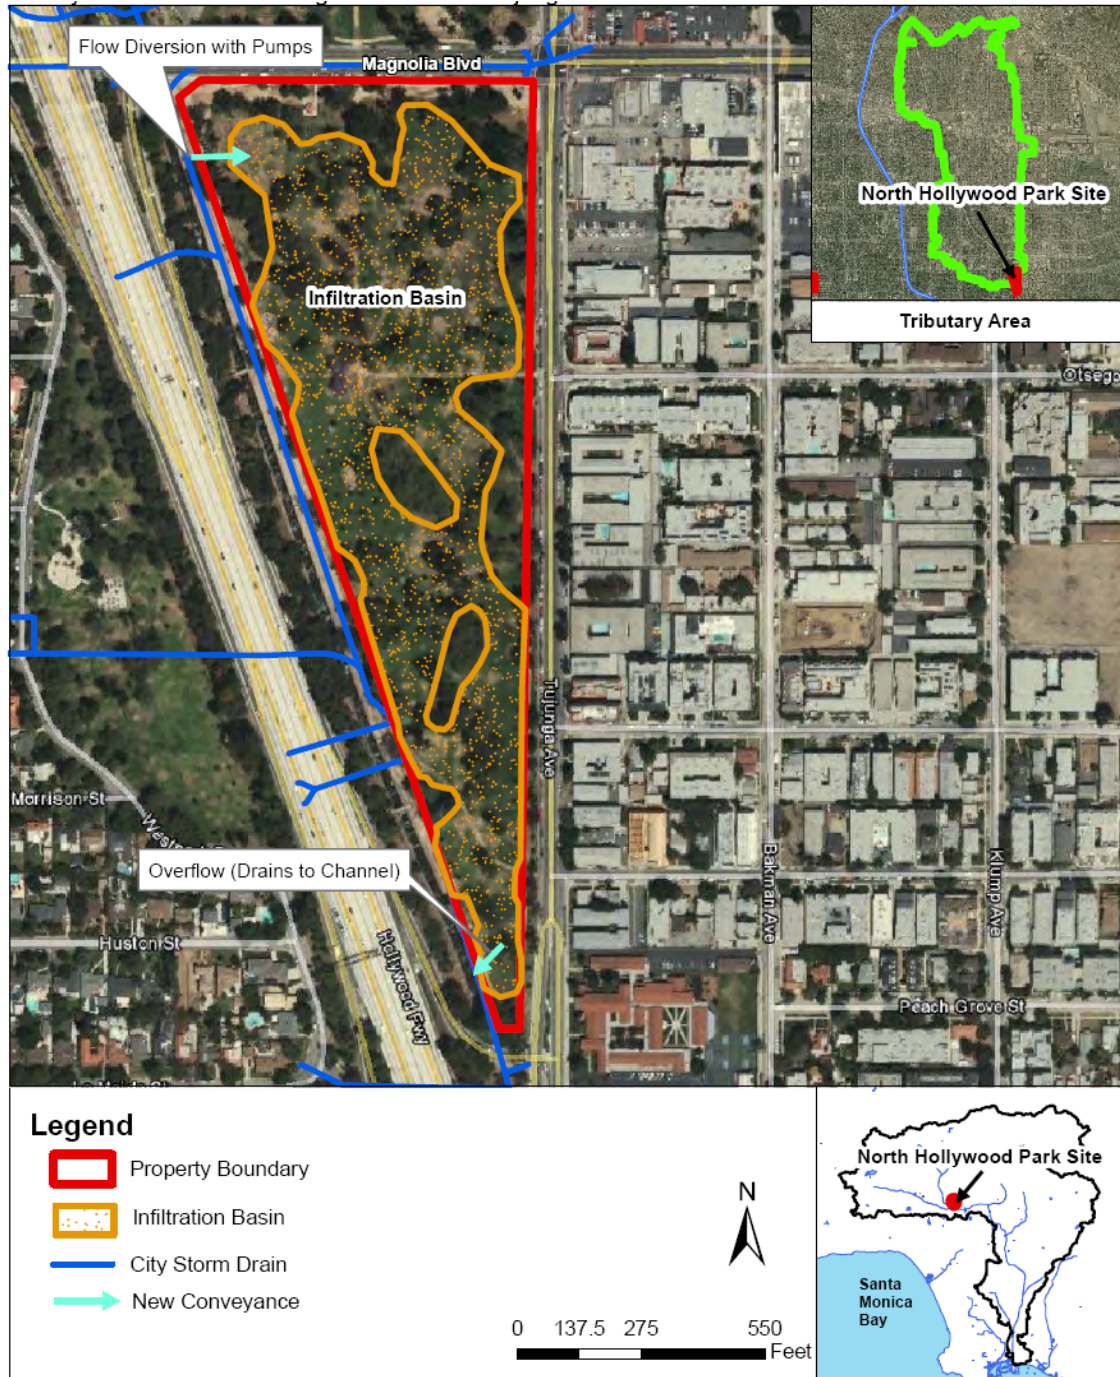 Flow Diversion with Pumps
Magnolia Blvd
North Hollywood Park Site
Tributary Area
Infiltration Basin
Otsego
Tujunga Ave
Morrison St
Overflow (Drains to Channel)
Bakman Ave
Klump Ave
Huston St
Hollywood Fwy
Peach Grove St
Legend
Property Boundary
Infiltration Basin
City Storm Drain
New Conveyance
N
0 137.5 275 550
Feet
North Hollywood Park Site
Santa
Monica
Bay